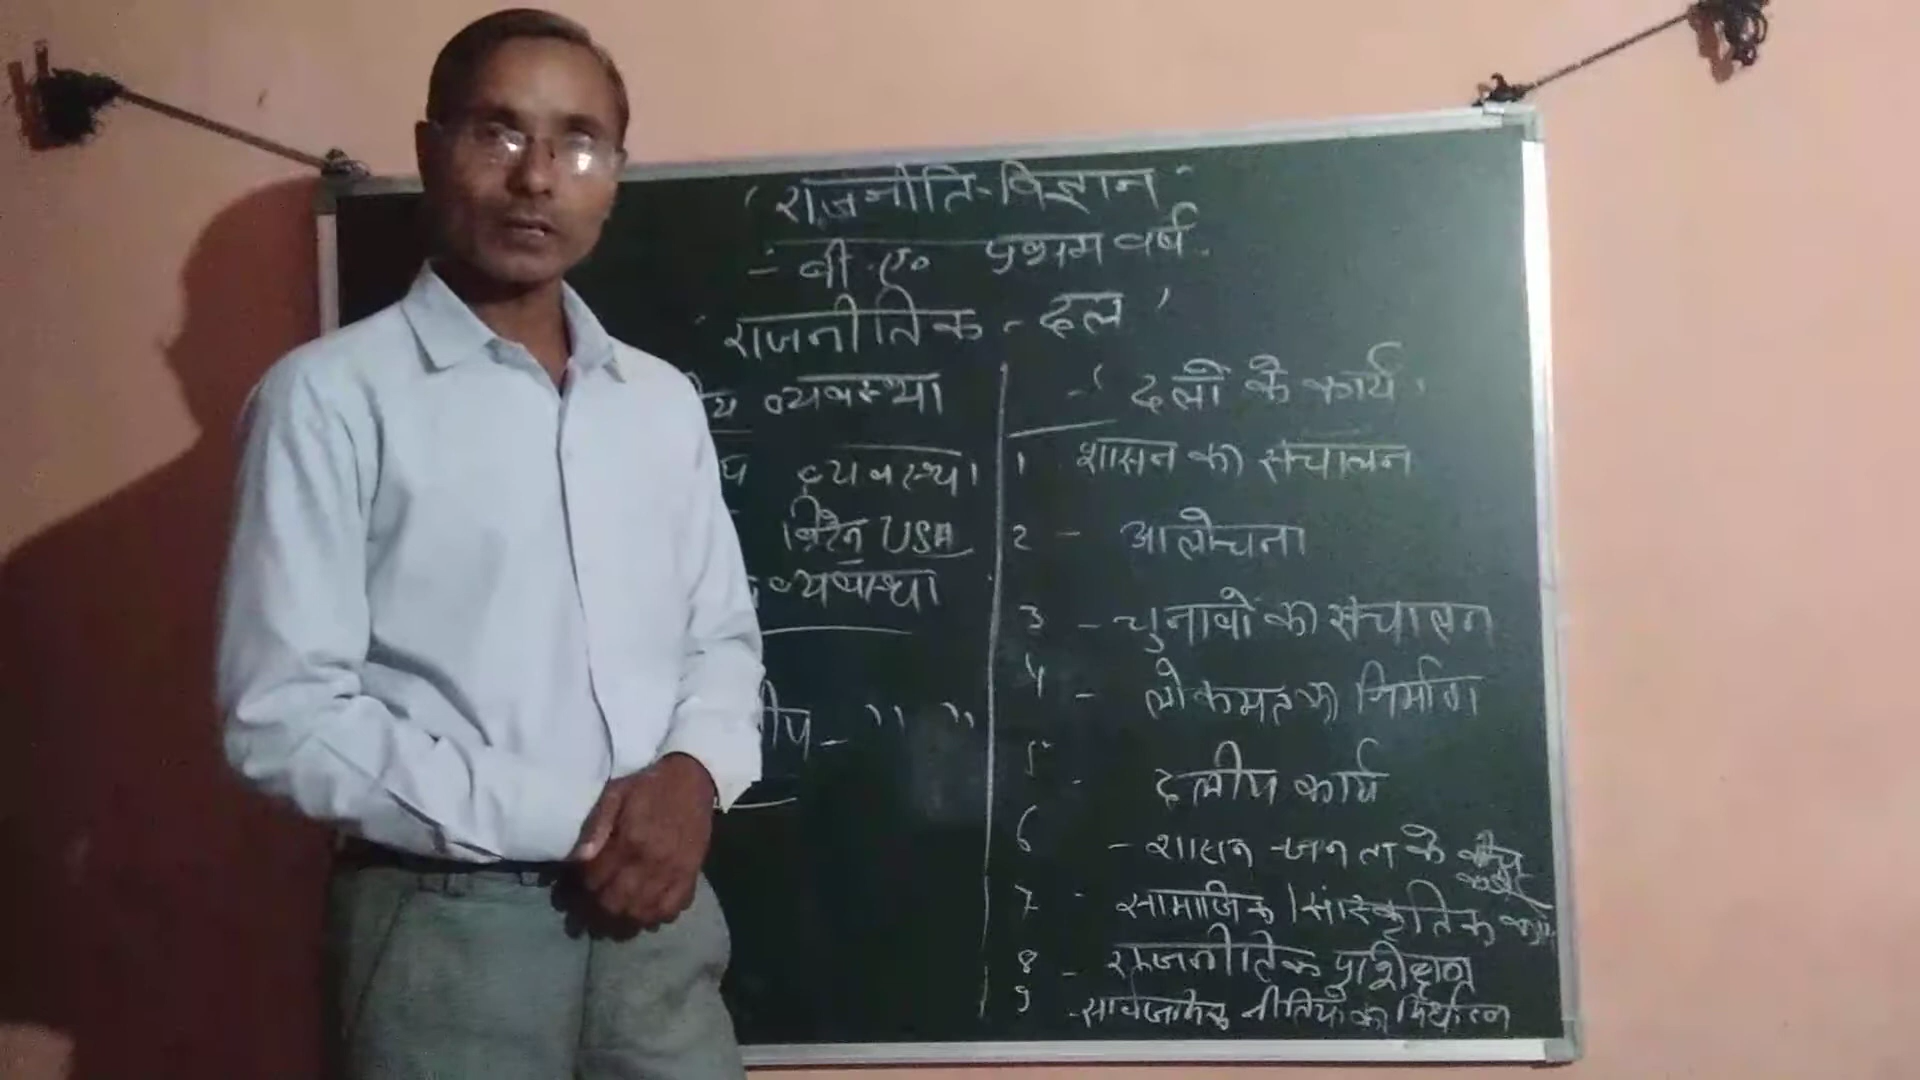 ' राजनीति-विज्ञान '
- बी.ए० प्रथम वर्ष.
' राजनीतिक - दल '
य व्यवस्था
व्यवस्था
ब्रिटेन USA
व्यवस्था
ीय - " "
- ' दलों के कार्य '
1 शासन का संचालन
2 - आलोचना
3 - चुनावों का संचालन
4 - लोकमत का निर्माण
5 - दलीय कार्य
6 - शासन - जनता के बीच
7 - सामाजिक / सांस्कृतिक कार्य
8 - राजनीतिक प्रशिक्षण
9 - सार्वजनिक नीतियों का निर्धारण